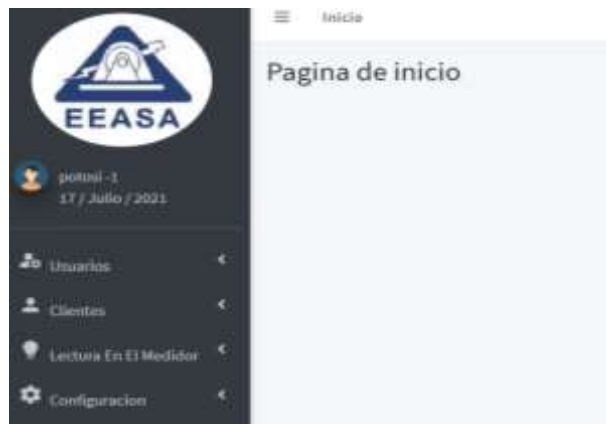 EEASA
potosi -1
17 / Julio / 2021
Usuarios
Clientes
Lectura En El Medidor
Configuracion
Inicio
Pagina de inicio